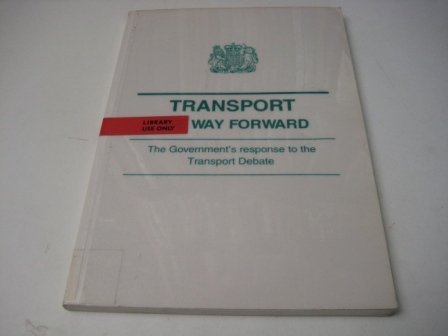 TRANSPORT
LIBRARY
USE ONLY
WAY FORWARD
The Government's response to the
Transport Debate